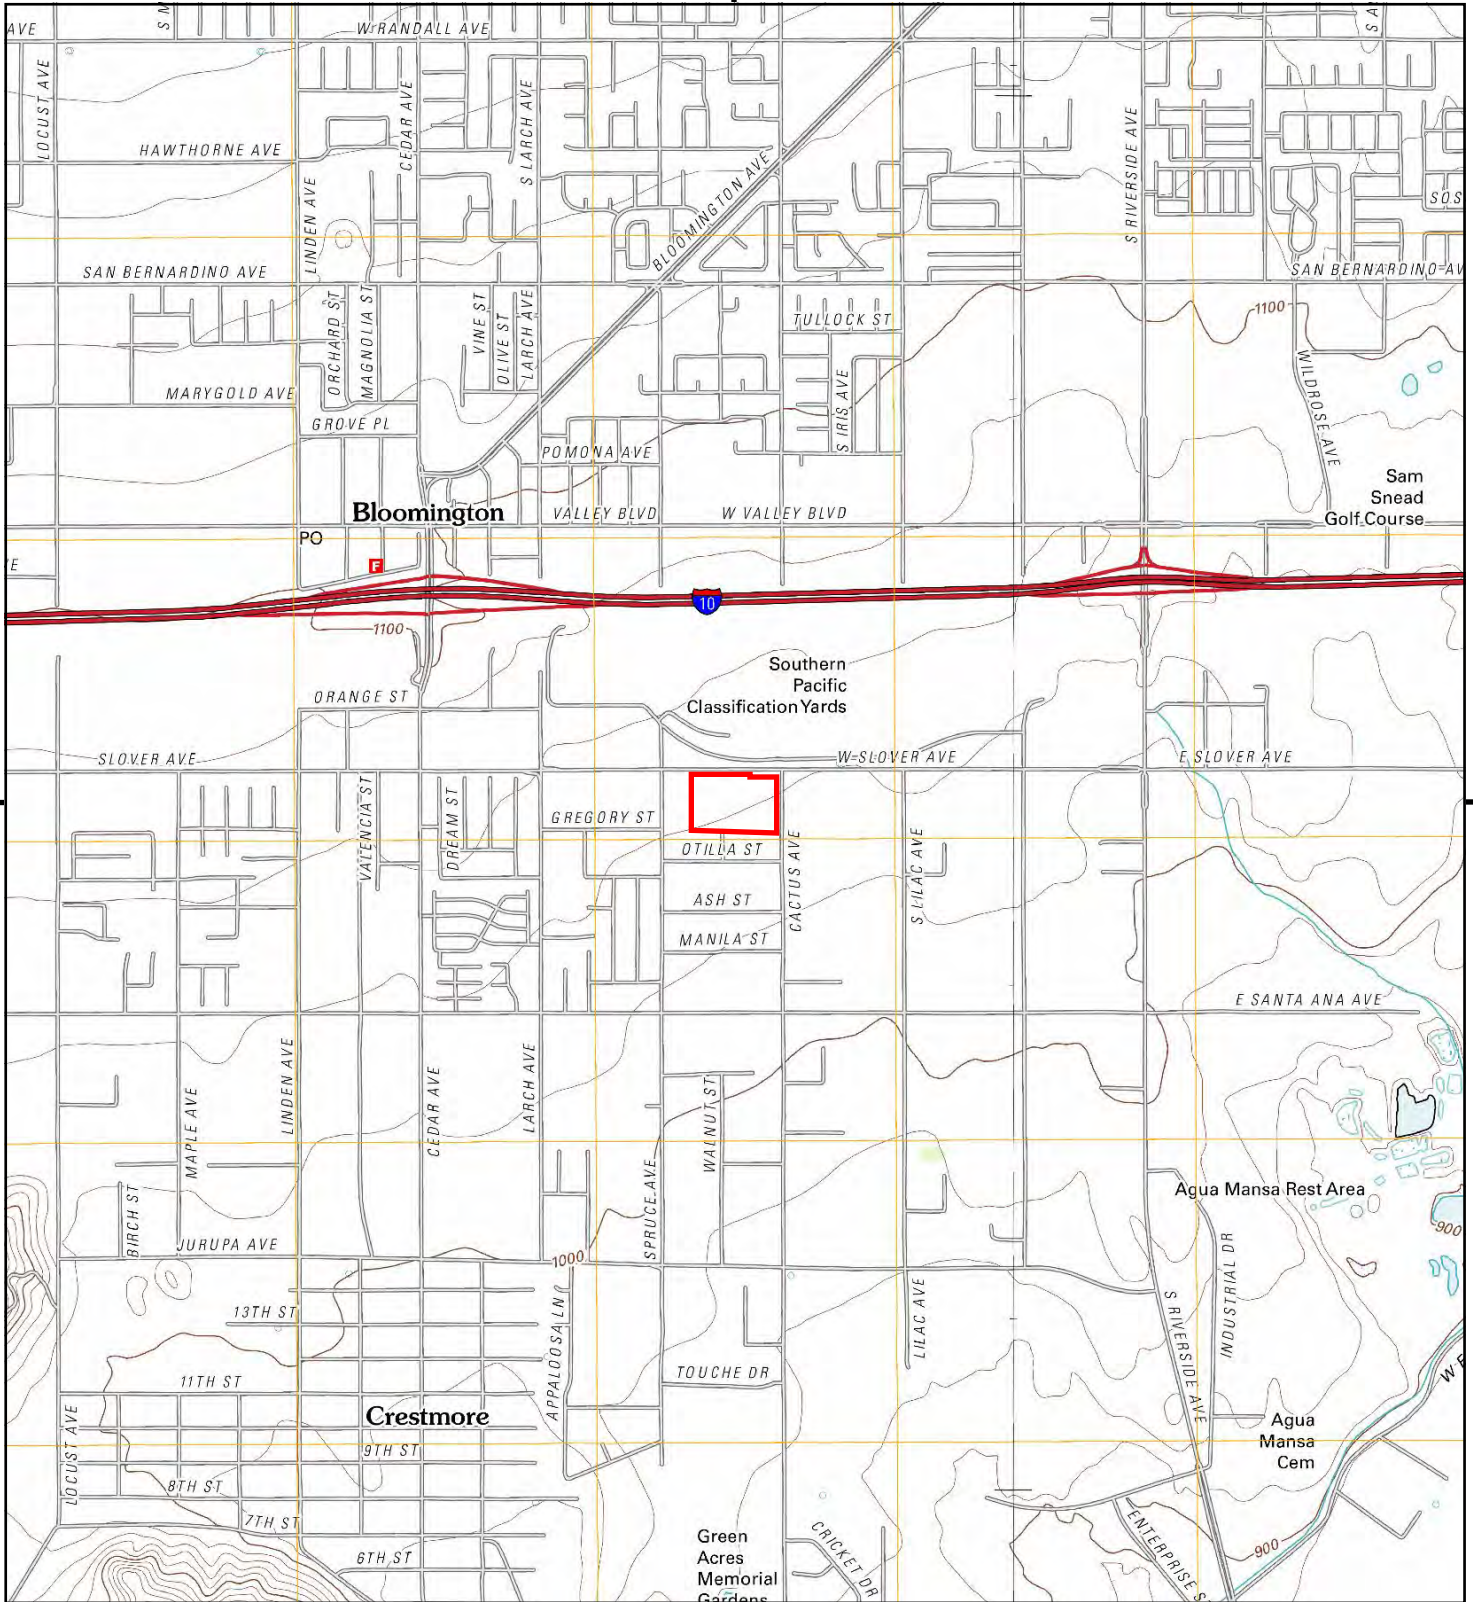 AVE
S N
W RANDALL AVE
S A
LOCUST AVE
CEDAR AVE
S LARCH AVE
HAWTHORNE AVE
S RIVERSIDE AVE
BLOOMINGTON AVE
LINDEN AVE
SOS
SAN BERNARDINO AVE
SAN BERNARDINO AV
ORCHARD ST
MAGNOLIA ST
VINE ST
OLIVE ST
LARCH AVE
TULLOCK ST
1100
WILDROSE AVE
MARYGOLD AVE
S IRIS AVE
GROVE PL
POMONA AVE
Sam
Snead
Golf Course
Bloomington
VALLEY BLVD
W VALLEY BLVD
PO
F
E
10
1100
Southern
Pacific
Classification Yards
ORANGE ST
SLOVER AVE
W SLOVER AVE
E SLOVER AVE
VALENCIA ST
DREAM ST
GREGORY ST
OTILLA ST
CACTUS AVE
S LILAC AVE
ASH ST
MANILA ST
E SANTA ANA AVE
MAPLE AVE
LINDEN AVE
CEDAR AVE
LARCH AVE
WALNUT ST
SPRUCE AVE
BIRCH ST
Agua Mansa Rest Area
900
JURUPA AVE
1000
INDUSTRIAL DR
13TH ST
APPALOOSA LN
LILAC AVE
S RIVERSIDE AVE
11TH ST
TOUCHE DR
W
Crestmore
LOCUST AVE
9TH ST
Agua
Mansa
Cem
8TH ST
7TH ST
6TH ST
Green
Acres
Memorial
Gardens
CRICKET DR
ENTERPRISE S
900